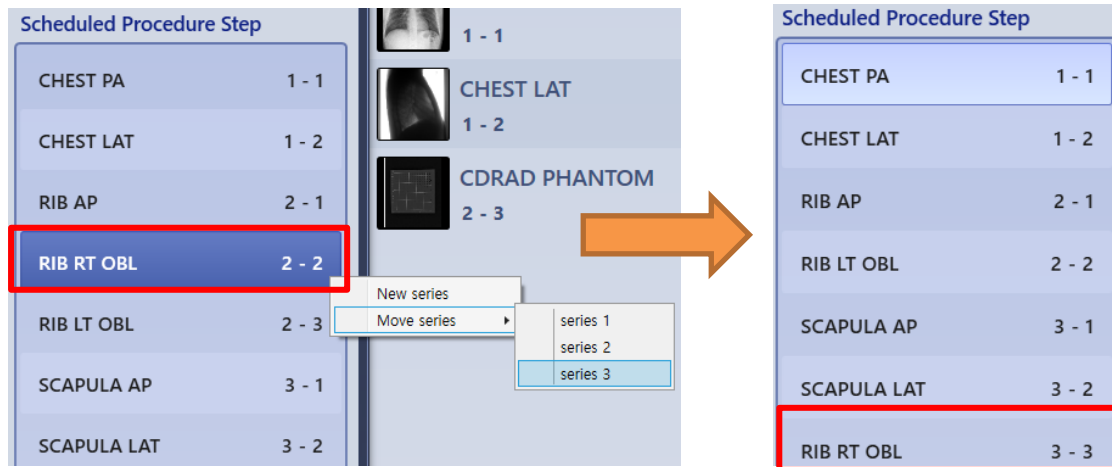 Scheduled Procedure Step
CHEST PA 1 - 1
CHEST LAT 1 - 2
RIB AP 2 - 1
RIB RT OBL 2 - 2
RIB LT OBL 2 - 3
SCAPULA AP 3 - 1
SCAPULA LAT 3 - 2
1 - 1
CHEST LAT
1 - 2
CDRAD PHANTOM
2 - 3
New series
Move series
series 1
series 2
series 3
Scheduled Procedure Step
CHEST PA 1 - 1
CHEST LAT 1 - 2
RIB AP 2 - 1
RIB LT OBL 2 - 2
SCAPULA AP 3 - 1
SCAPULA LAT 3 - 2
RIB RT OBL 3 - 3